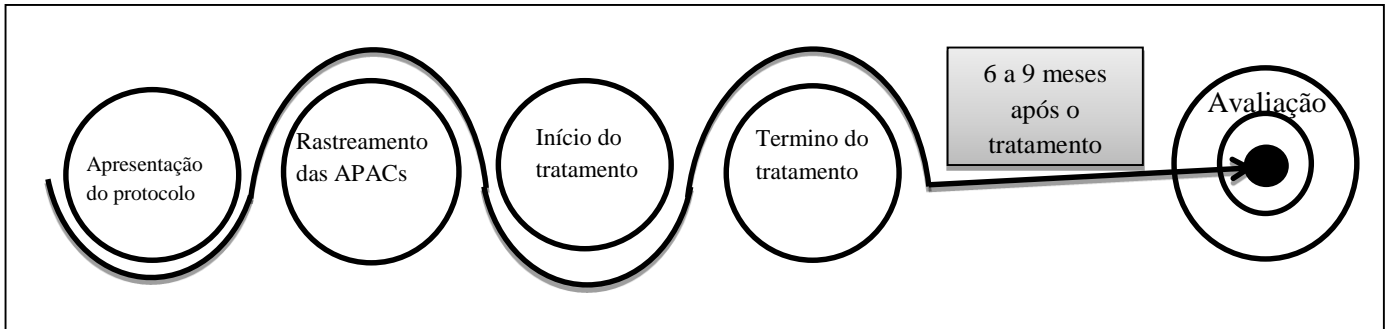 Apresentação
do protocolo
Rastreamento
das APACs
Início do
tratamento
Termino do
tratamento
6 a 9 meses
após o
tratamento
Avaliação